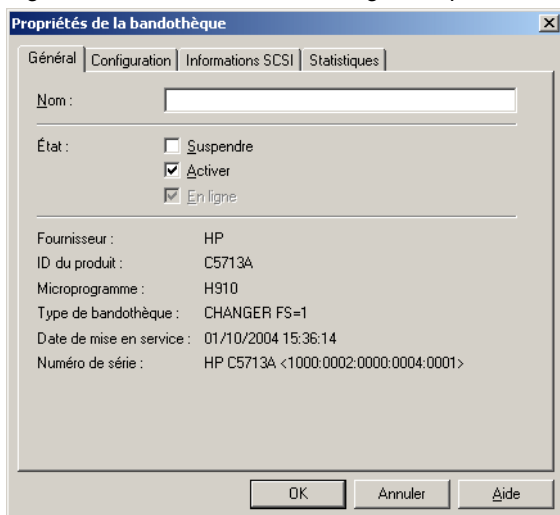 Propriétés de la bandothèque
Général Configuration Informations SCSI Statistiques
Nom :
État : Suspendre
Activer
En ligne
Fournisseur : HP
ID du produit : C5713A
Microprogramme : H910
Type de bandothèque : CHANGER FS=1
Date de mise en service : 01/10/2004 15:36:14
Numéro de série : HP C5713A <1000:0002:0000:0004:0001>
OK Annuler Aide